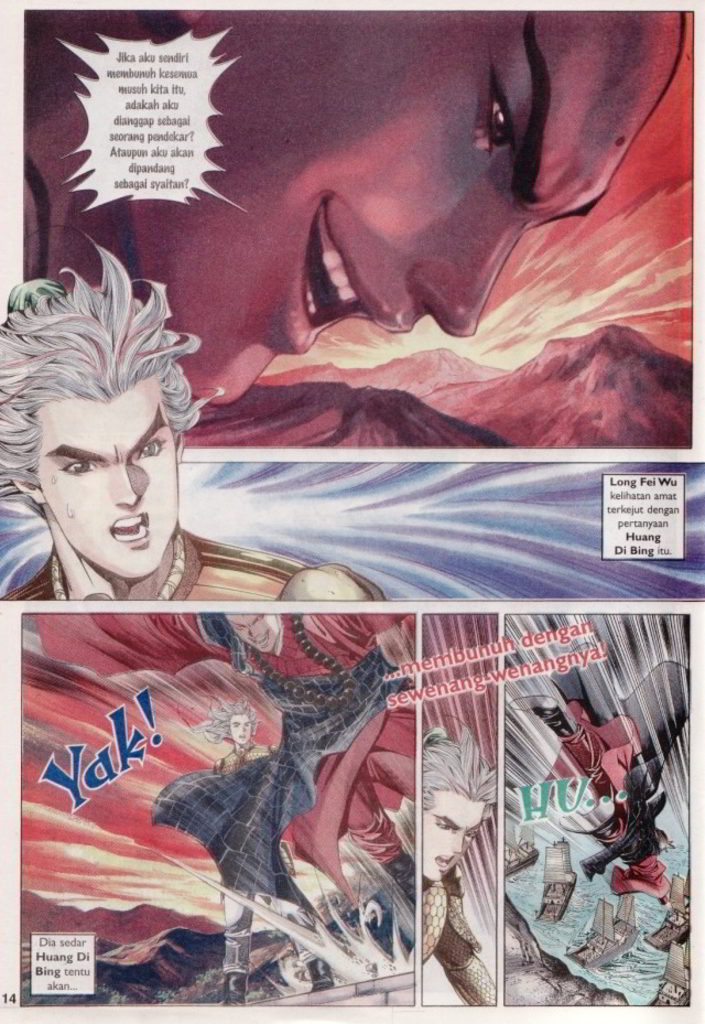 Jika aku sendiri
membunuh kesemua
musuh kita itu,
adakah aku
dianggap sebagai
seorang pendekar?
Ataupun aku akan
dipandang
sebagai syaitan?
Long Fei Wu
kelihatan amat
terkejut dengan
pertanyaan
Huang
Di Bing itu.
Yak!
Dia sedar
Huang Di
Bing tentu
akan...
...membunuh dengan
sewenang-wenangnya!
HU...
14